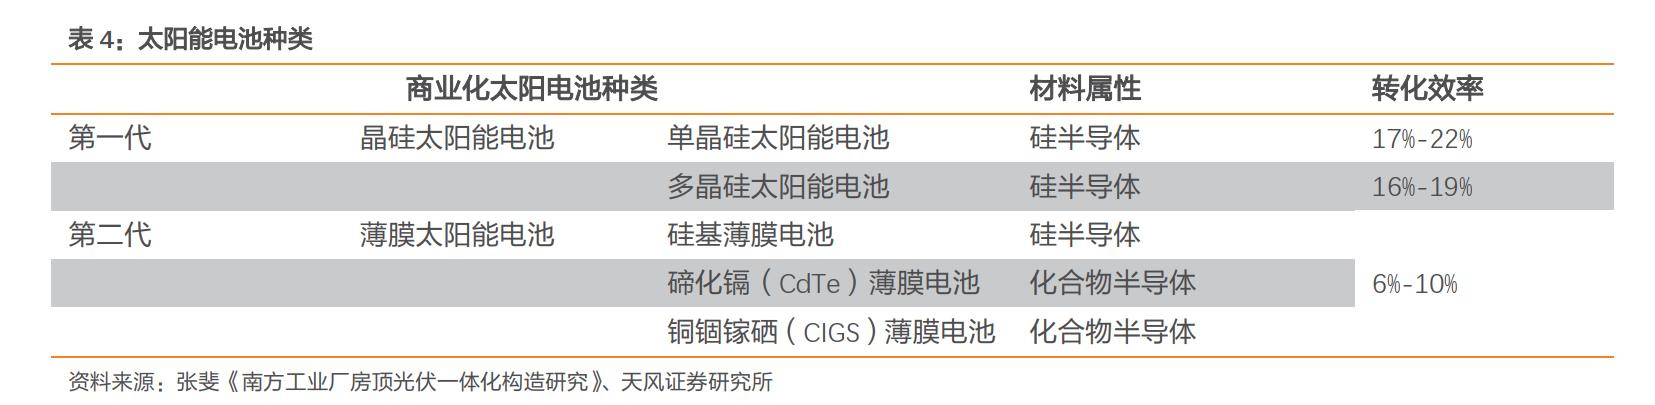 表 4：太阳能电池种类
商业化太阳电池种类 材料属性 转化效率
第一代 晶硅太阳能电池 单晶硅太阳能电池 硅半导体 17%-22%
多晶硅太阳能电池 硅半导体 16%-19%
第二代 薄膜太阳能电池 硅基薄膜电池 硅半导体
碲化镉（CdTe）薄膜电池 化合物半导体 6%-10%
铜铟镓硒（CIGS）薄膜电池 化合物半导体
资料来源：张斐《南方工业厂房顶光伏一体化构造研究》、天风证券研究所